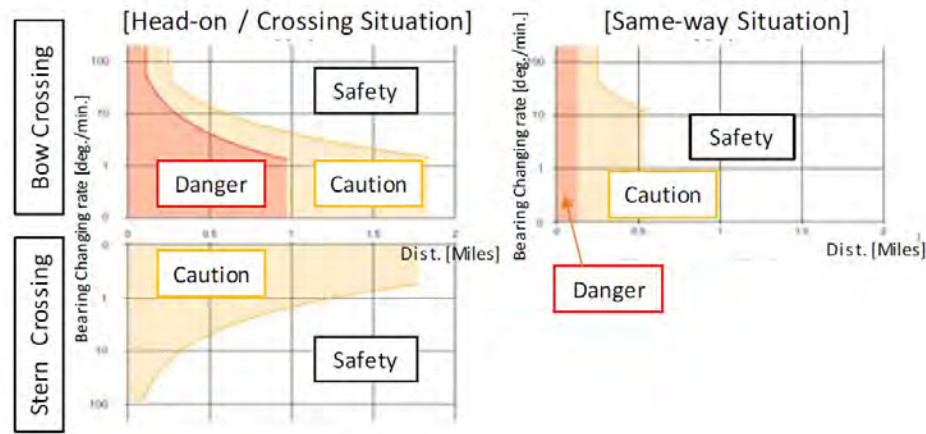 [Head-on / Crossing Situation]
[Same-way Situation]
Bow Crossing
Bearing Changing rate [deg./min.]
100
10
1
0
Safety
Danger
Caution
0
0.5
1
1.5
2
Dist. [Miles]
Stern Crossing
0
1
10
100
Caution
Safety
Bearing Changing rate [deg./min.]
100
10
1
0
Safety
Caution
0
0.5
1
1.5
2
Dist. [Miles]
Danger